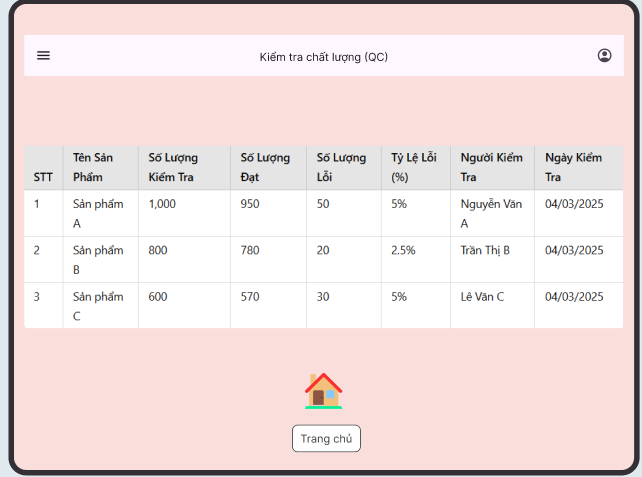 Kiểm tra chất lượng (QC)
STT Tên Sản Phẩm Số Lượng Kiểm Tra Số Lượng Đạt Số Lượng Lỗi Tỷ Lệ Lỗi (%) Người Kiểm Tra Ngày Kiểm Tra
1 Sản phẩm A 1,000 950 50 5% Nguyễn Văn A 04/03/2025
2 Sản phẩm B 800 780 20 2.5% Trần Thị B 04/03/2025
3 Sản phẩm C 600 570 30 5% Lê Văn C 04/03/2025
Trang chủ